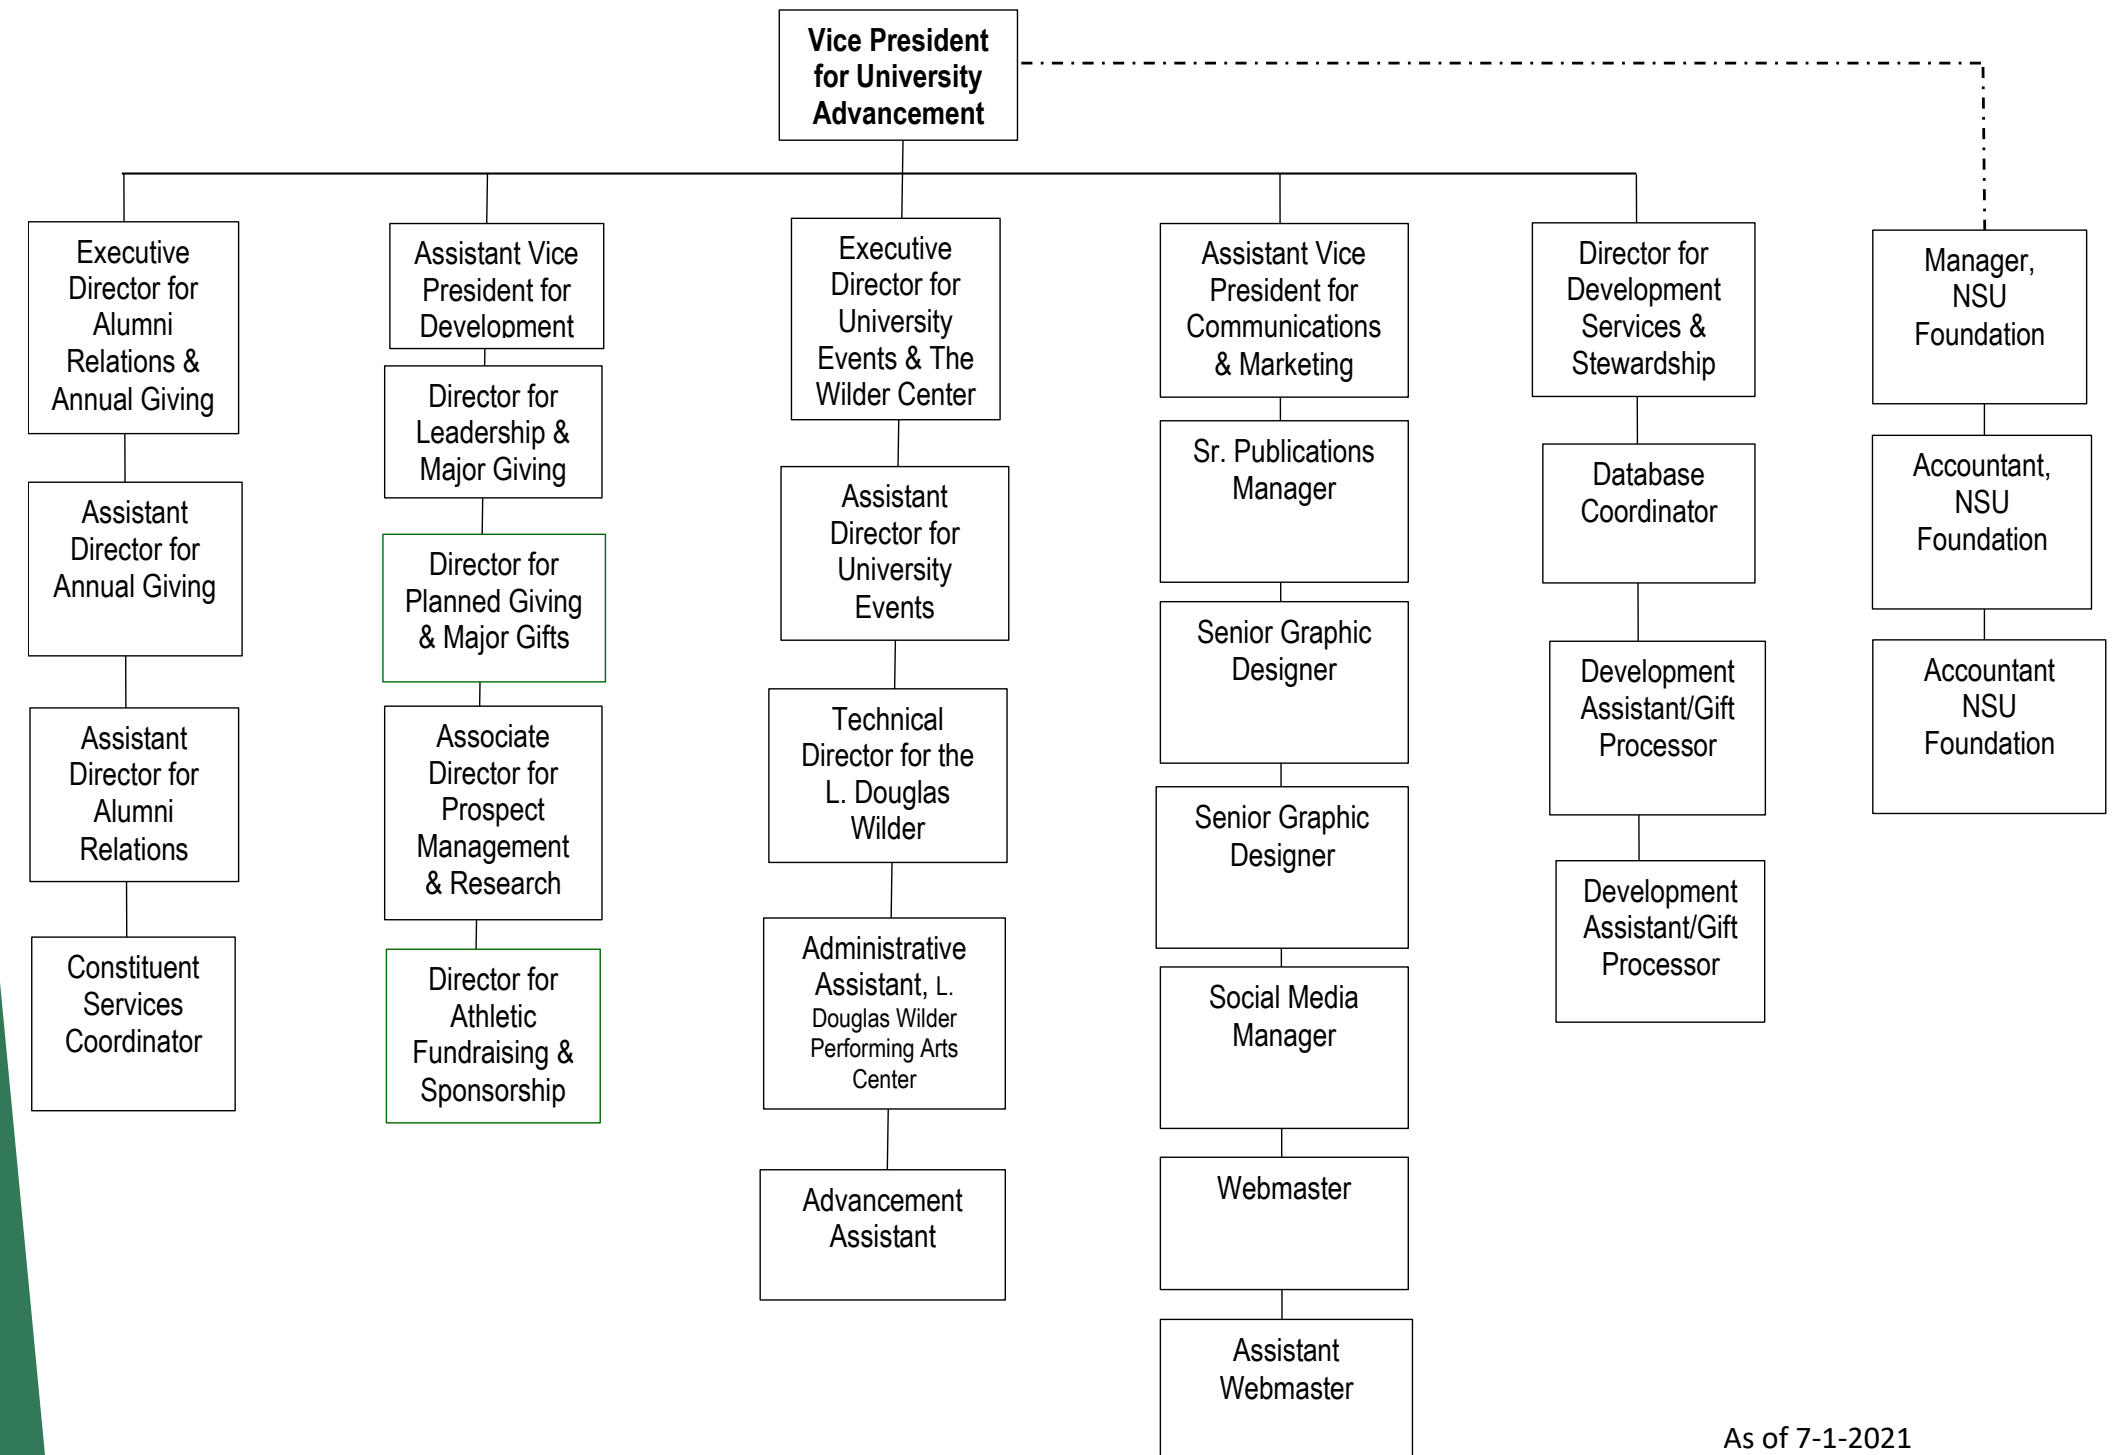 Vice President
for University
Advancement
Executive
Director for
Alumni
Relations &
Annual Giving
Assistant
Director for
Annual Giving
Assistant
Director for
Alumni
Relations
Constituent
Services
Coordinator
Assistant Vice
President for
Development
Director for
Leadership &
Major Giving
Director for
Planned Giving
& Major Gifts
Associate
Director for
Prospect
Management
& Research
Director for
Athletic
Fundraising &
Sponsorship
Executive
Director for
University
Events & The
Wilder Center
Assistant
Director for
University
Events
Technical
Director for the
L. Douglas
Wilder
Administrative
Assistant, L.
Douglas Wilder
Performing Arts
Center
Advancement
Assistant
Assistant Vice
President for
Communications
& Marketing
Sr. Publications
Manager
Senior Graphic
Designer
Senior Graphic
Designer
Social Media
Manager
Webmaster
Assistant
Webmaster
Director for
Development
Services &
Stewardship
Database
Coordinator
Development
Assistant/Gift
Processor
Development
Assistant/Gift
Processor
Manager,
NSU
Foundation
Accountant,
NSU
Foundation
Accountant
NSU
Foundation
As of 7-1-2021